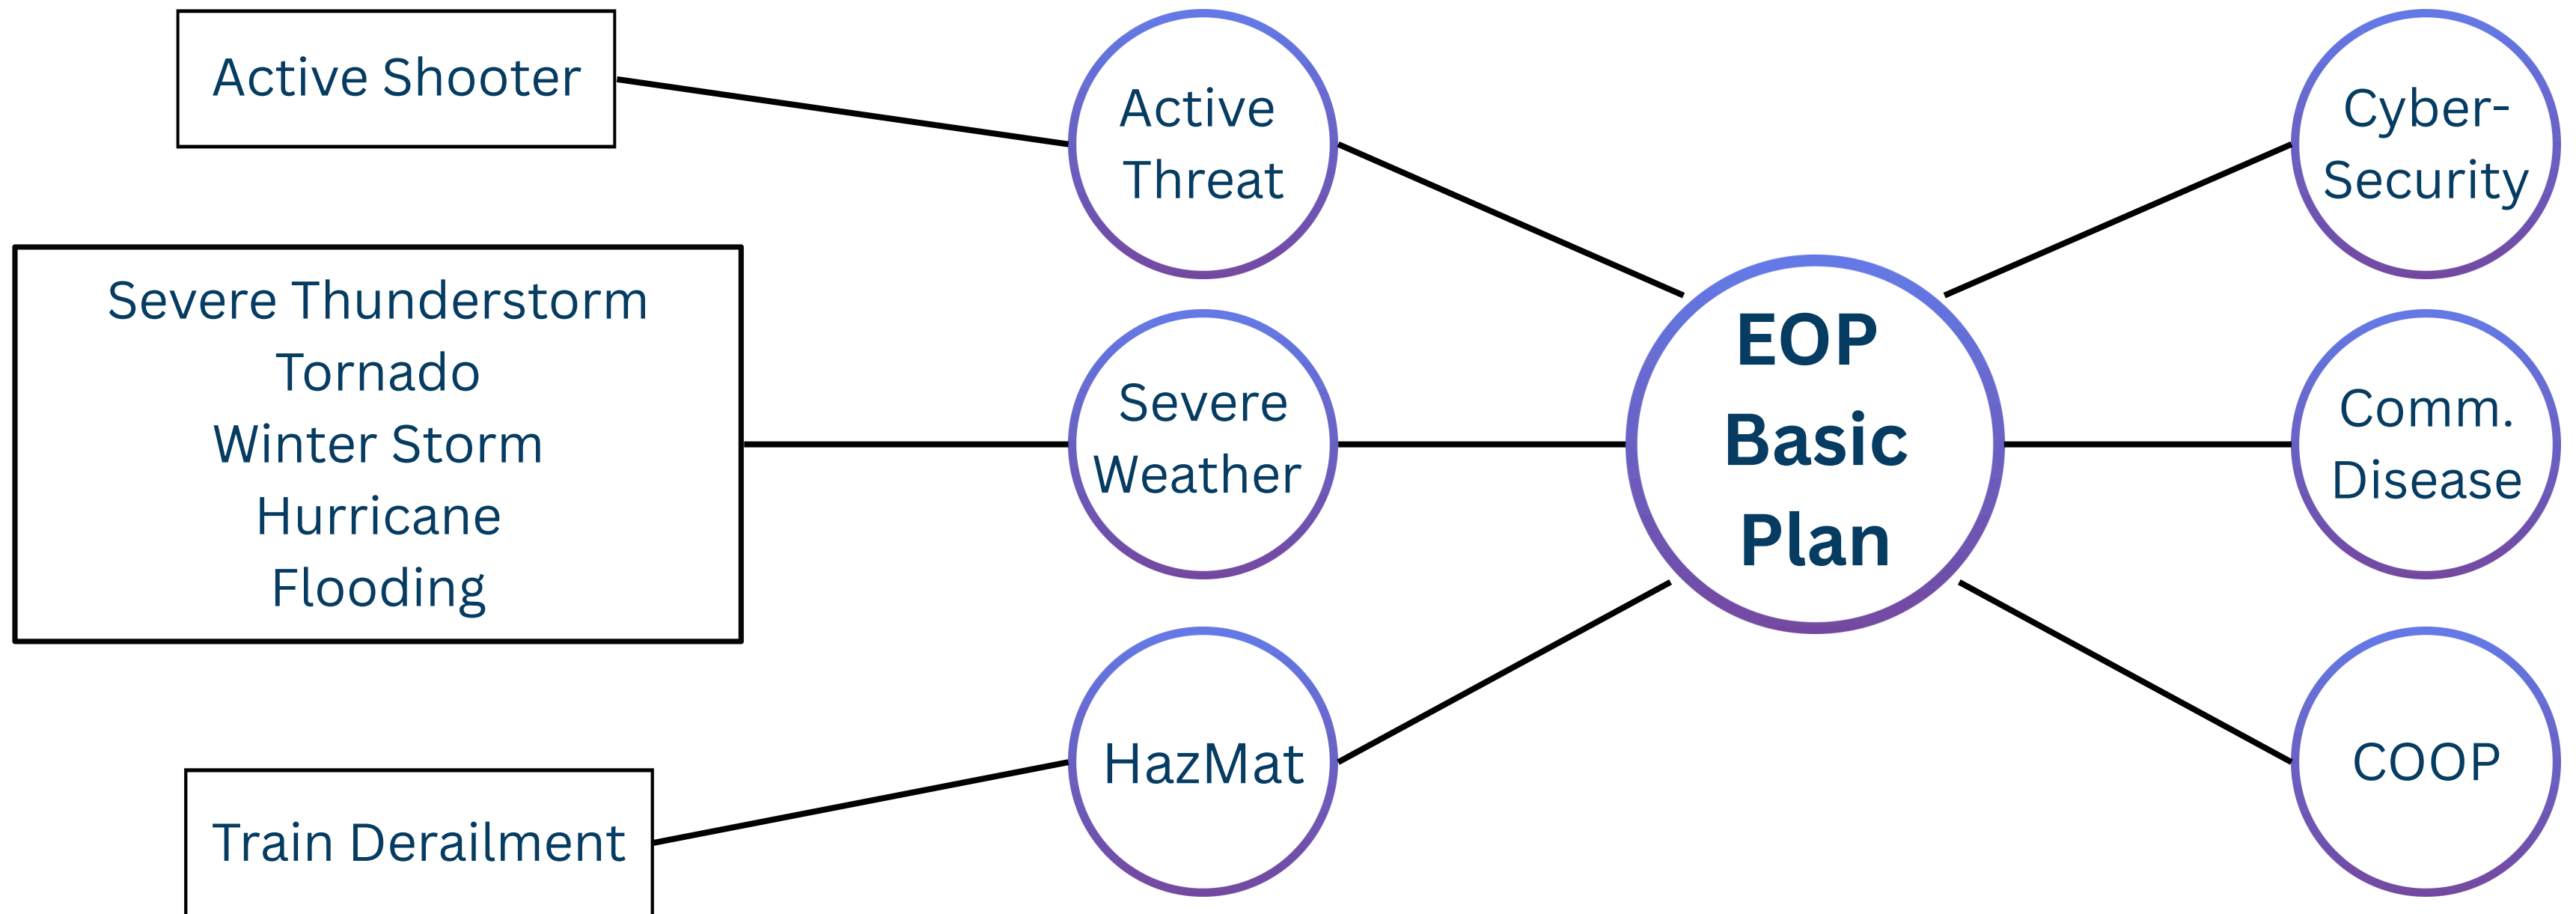 Active Shooter
Severe Thunderstorm
Tornado
Winter Storm
Hurricane
Flooding
Train Derailment
Active
Threat
Severe
Weather
HazMat
EOP
Basic
Plan
Cyber-
Security
Comm.
Disease
COOP